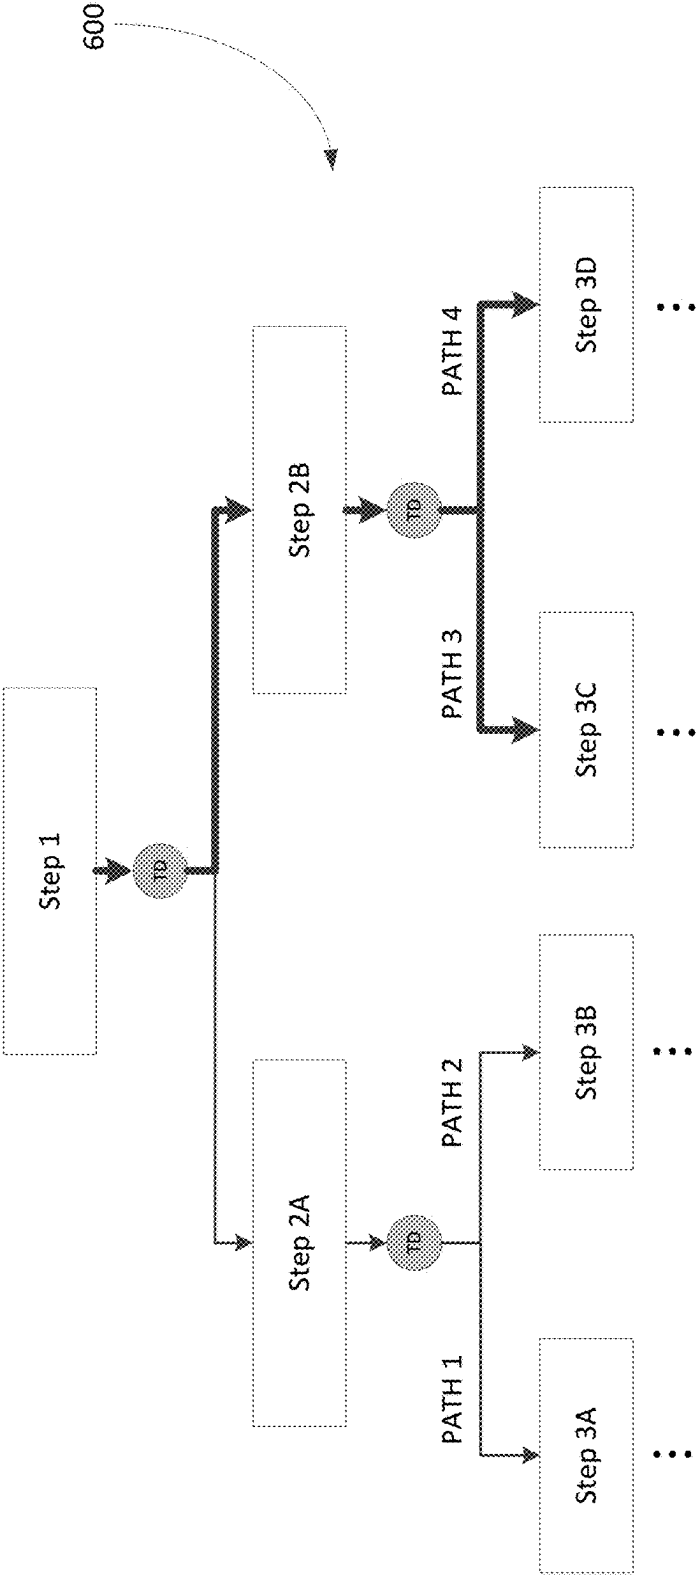 600
Step 1
TD
Step 2A
Step 2B
TD
TD
PATH 1
PATH 2
PATH 3
PATH 4
Step 3A
Step 3B
Step 3C
Step 3D